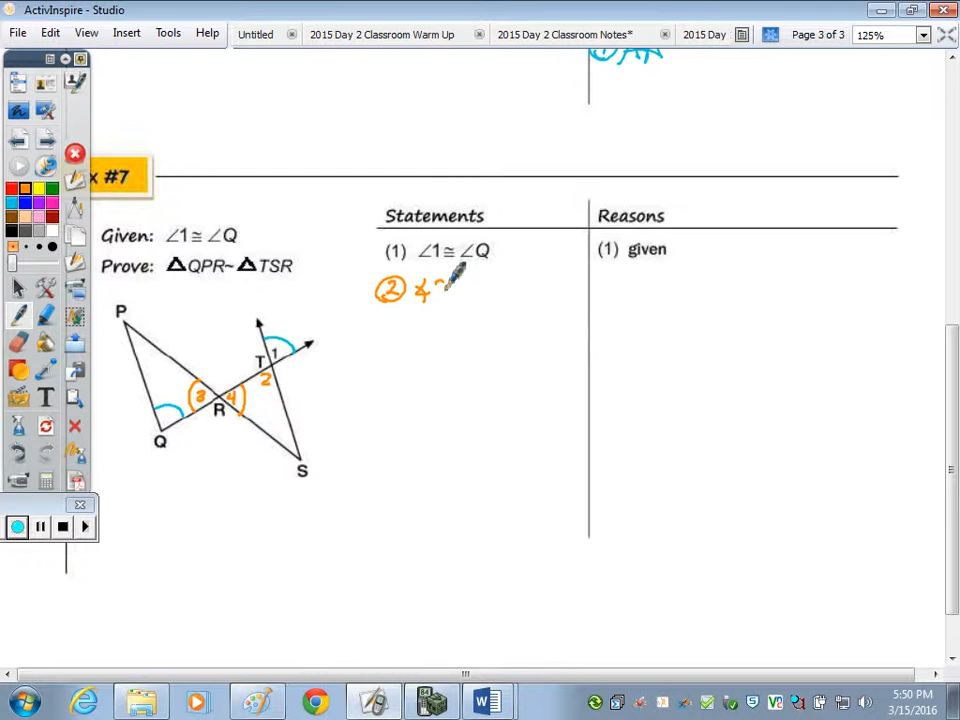 ActivInspire - Studio
File Edit View Insert Tools Help
Untitled
2015 Day 2 Classroom Warm Up
2015 Day 2 Classroom Notes*
2015 Day
Page 3 of 3
125%
x #7
Given: ∠1 ≅ ∠Q
Prove: △QPR~△TSR
Statements
Reasons
(1) ∠1 ≅ ∠Q
(1) given
② ∡
P
T 1
2
3 4
R
Q
S
5:50 PM
3/15/2016